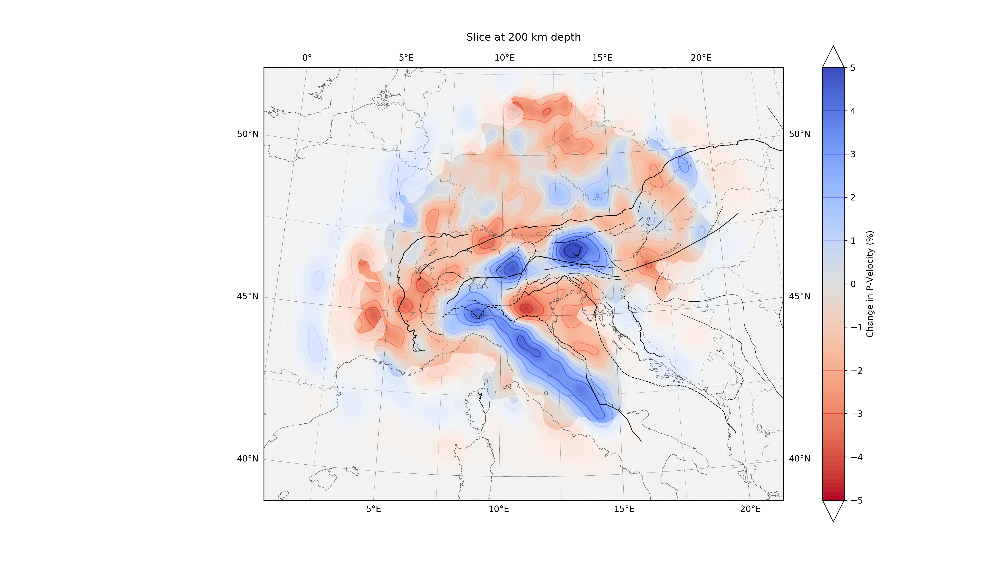 Slice at 200 km depth
0° 5°E 10°E 15°E 20°E
50°N 50°N
45°N 45°N
40°N 40°N
5°E 10°E 15°E 20°E
5
4
3
2
1
0
−1
−2
−3
−4
−5
Change in P-Velocity (%)